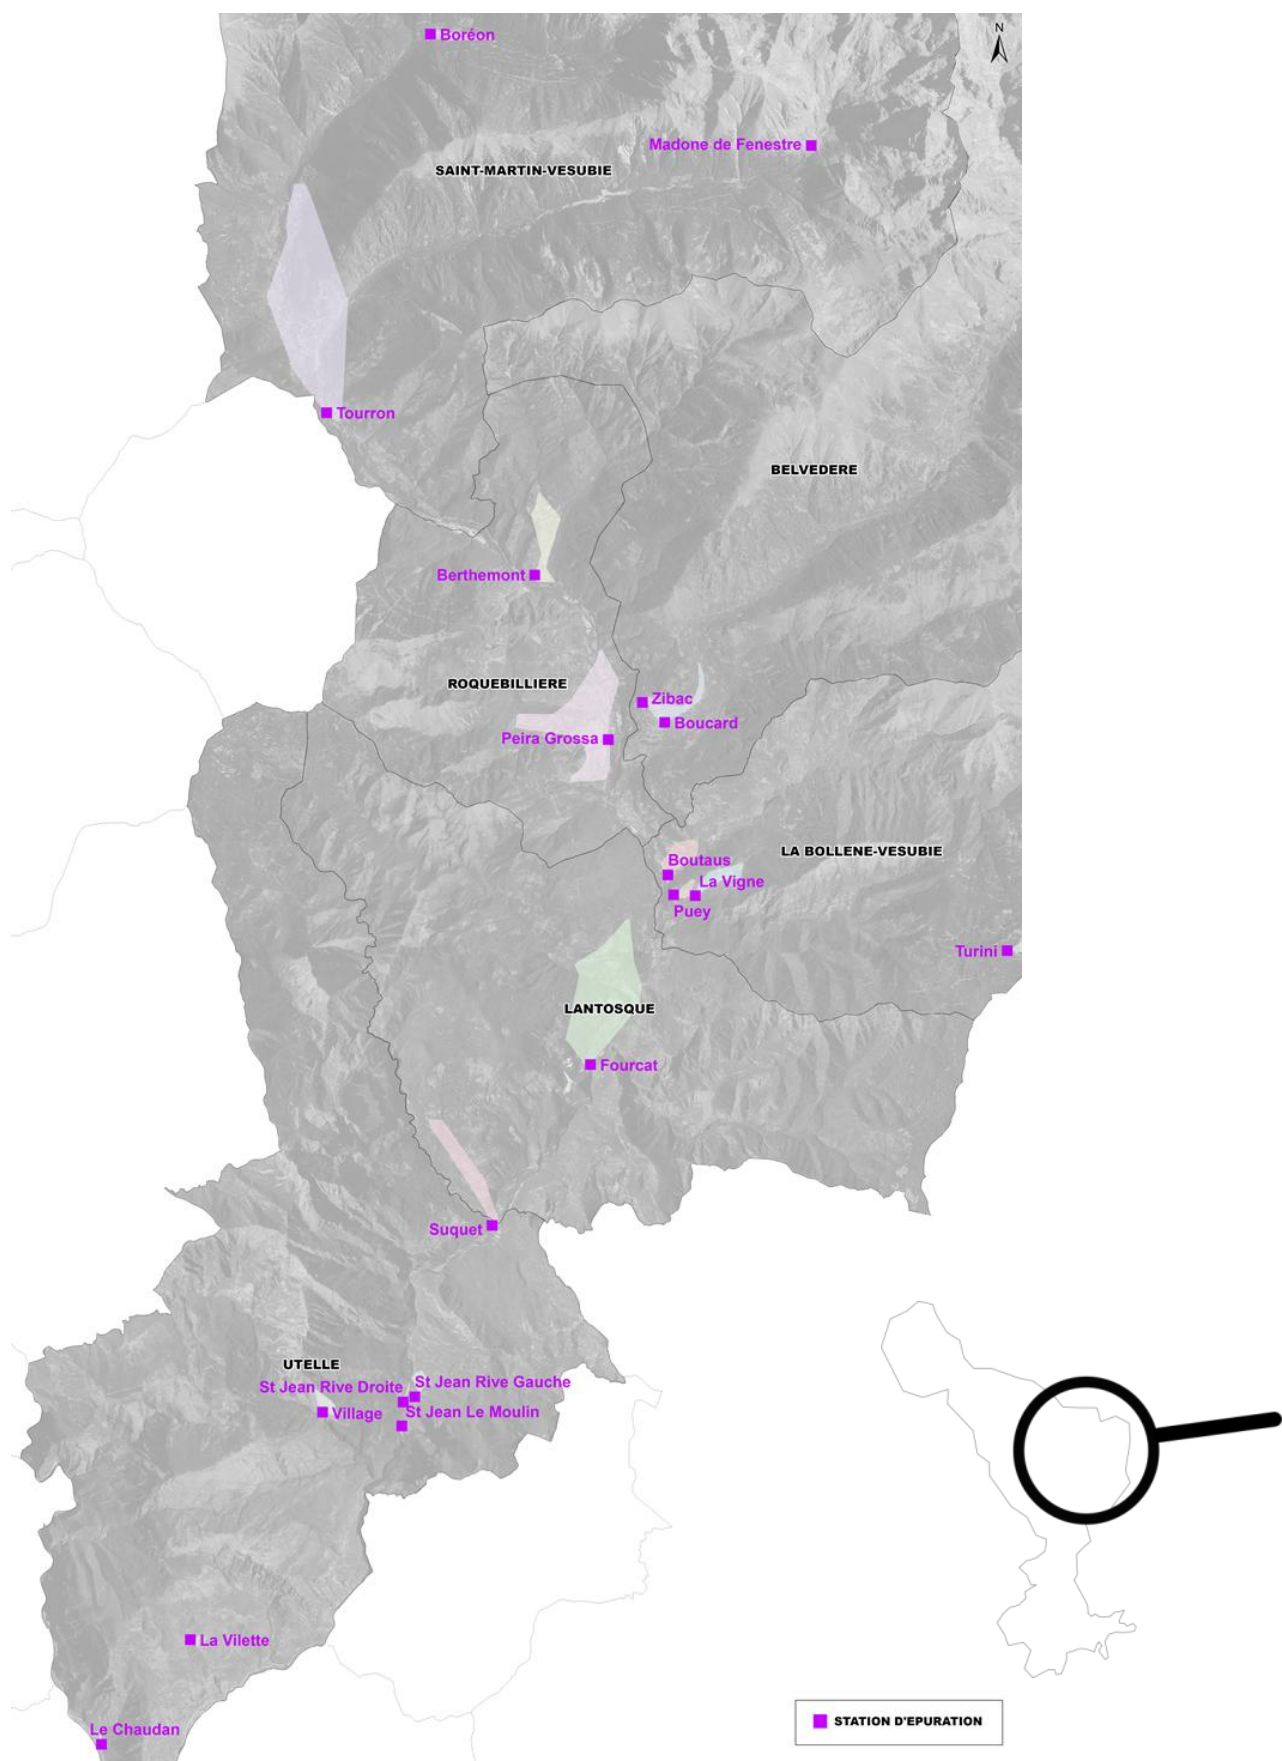 N
Boréon
Madone de Fenestre
SAINT-MARTIN-VESUBIE
Tourron
BELVEDERE
Berthemont
ROQUEBILLIERE
Zibac
Boucard
Peira Grossa
LA BOLLENE-VESUBIE
Boutaus
La Vigne
Puey
Turini
LANTOSQUE
Fourcat
Suquet
UTELLE
St Jean Rive Gauche
St Jean Rive Droite
Village
St Jean Le Moulin
La Vilette
Le Chaudan
STATION D'EPURATION